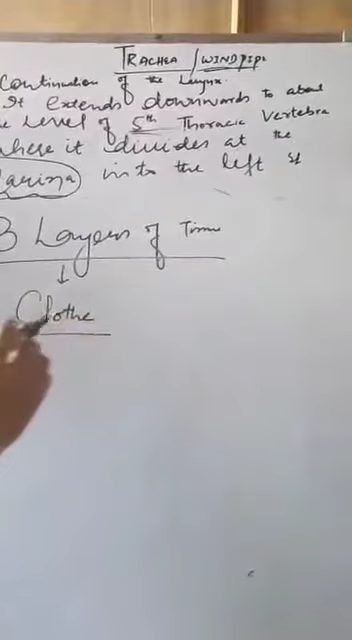 TRACHEA / WINDPIPE
Continuation of the Larynx.
It extends downwards to about
Level of 5th Thoracic Vertebra
where it divides at the
Carina into the left &
3 Layers of Tissue
↓
Clothe